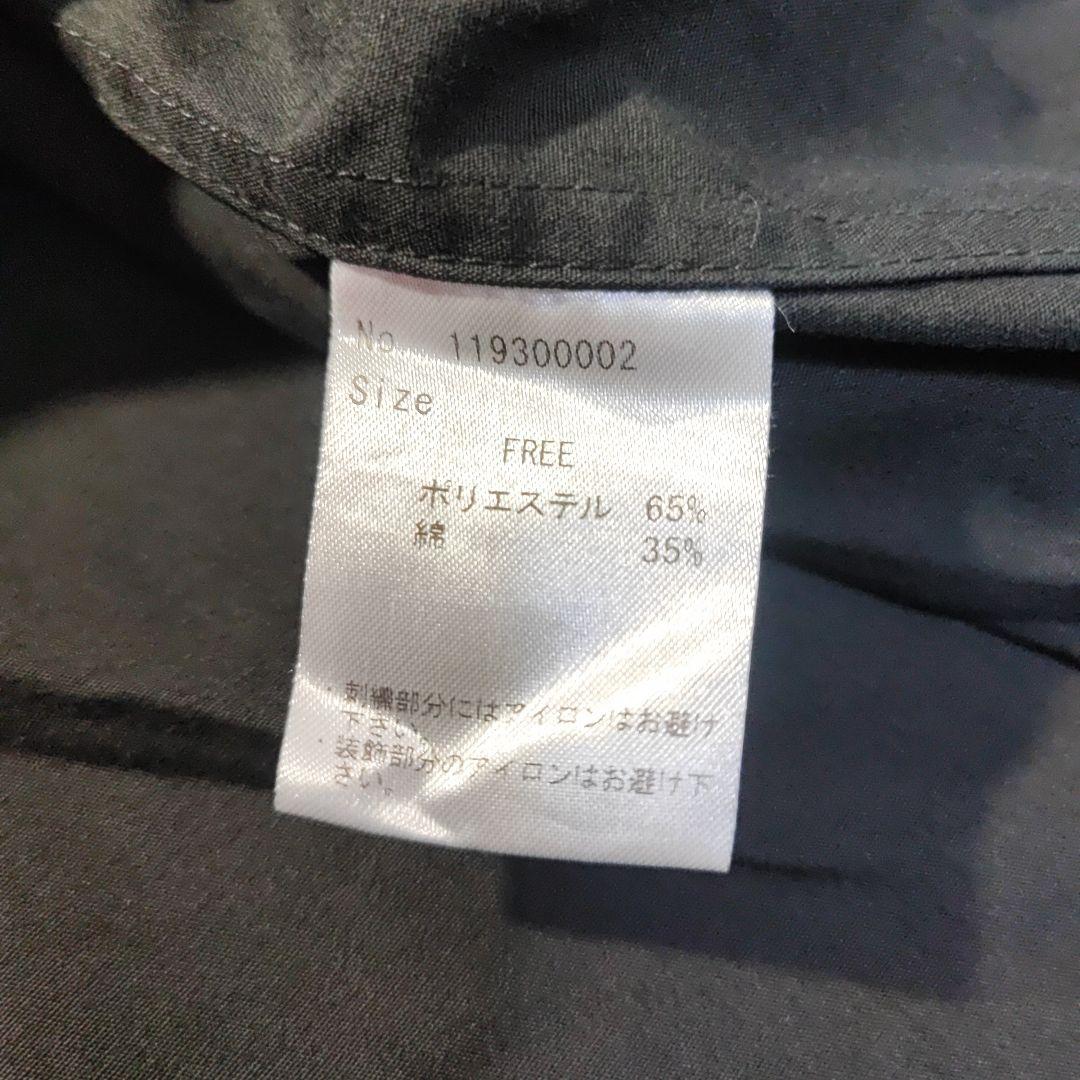 No 119300002
Size
FREE
ポリエステル 65%
綿 35%
・刺繍部分にはアイロンはお避け
下さい。
・装飾部分のアイロンはお避け下
さい。